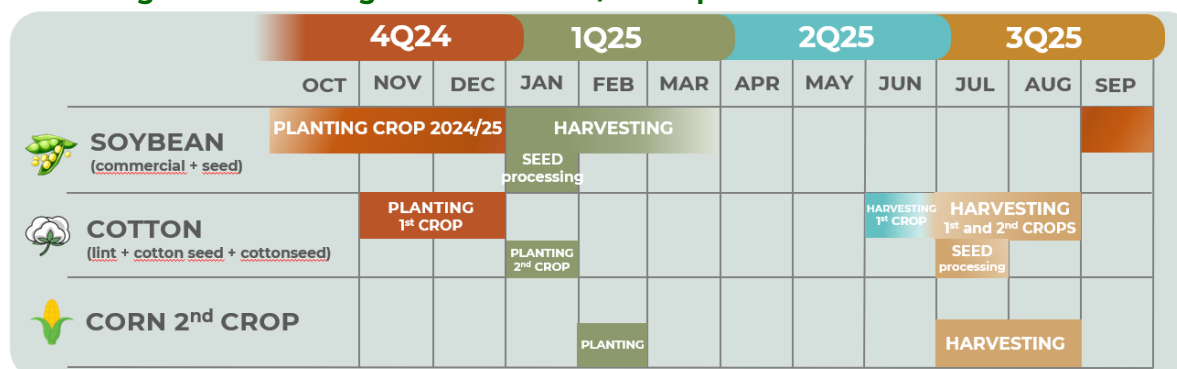 4Q24 1Q25 2Q25 3Q25
OCT NOV DEC JAN FEB MAR APR MAY JUN JUL AUG SEP
SOYBEAN
(commercial + seed)
PLANTING CROP 2024/25
HARVESTING
SEED
processing
COTTON
(lint + cotton seed + cottonseed)
PLANTING
1st CROP
PLANTING
2nd CROP
HARVESTING
1st CROP
HARVESTING
1st and 2nd CROPS
SEED
processing
CORN 2nd CROP
PLANTING
HARVESTING